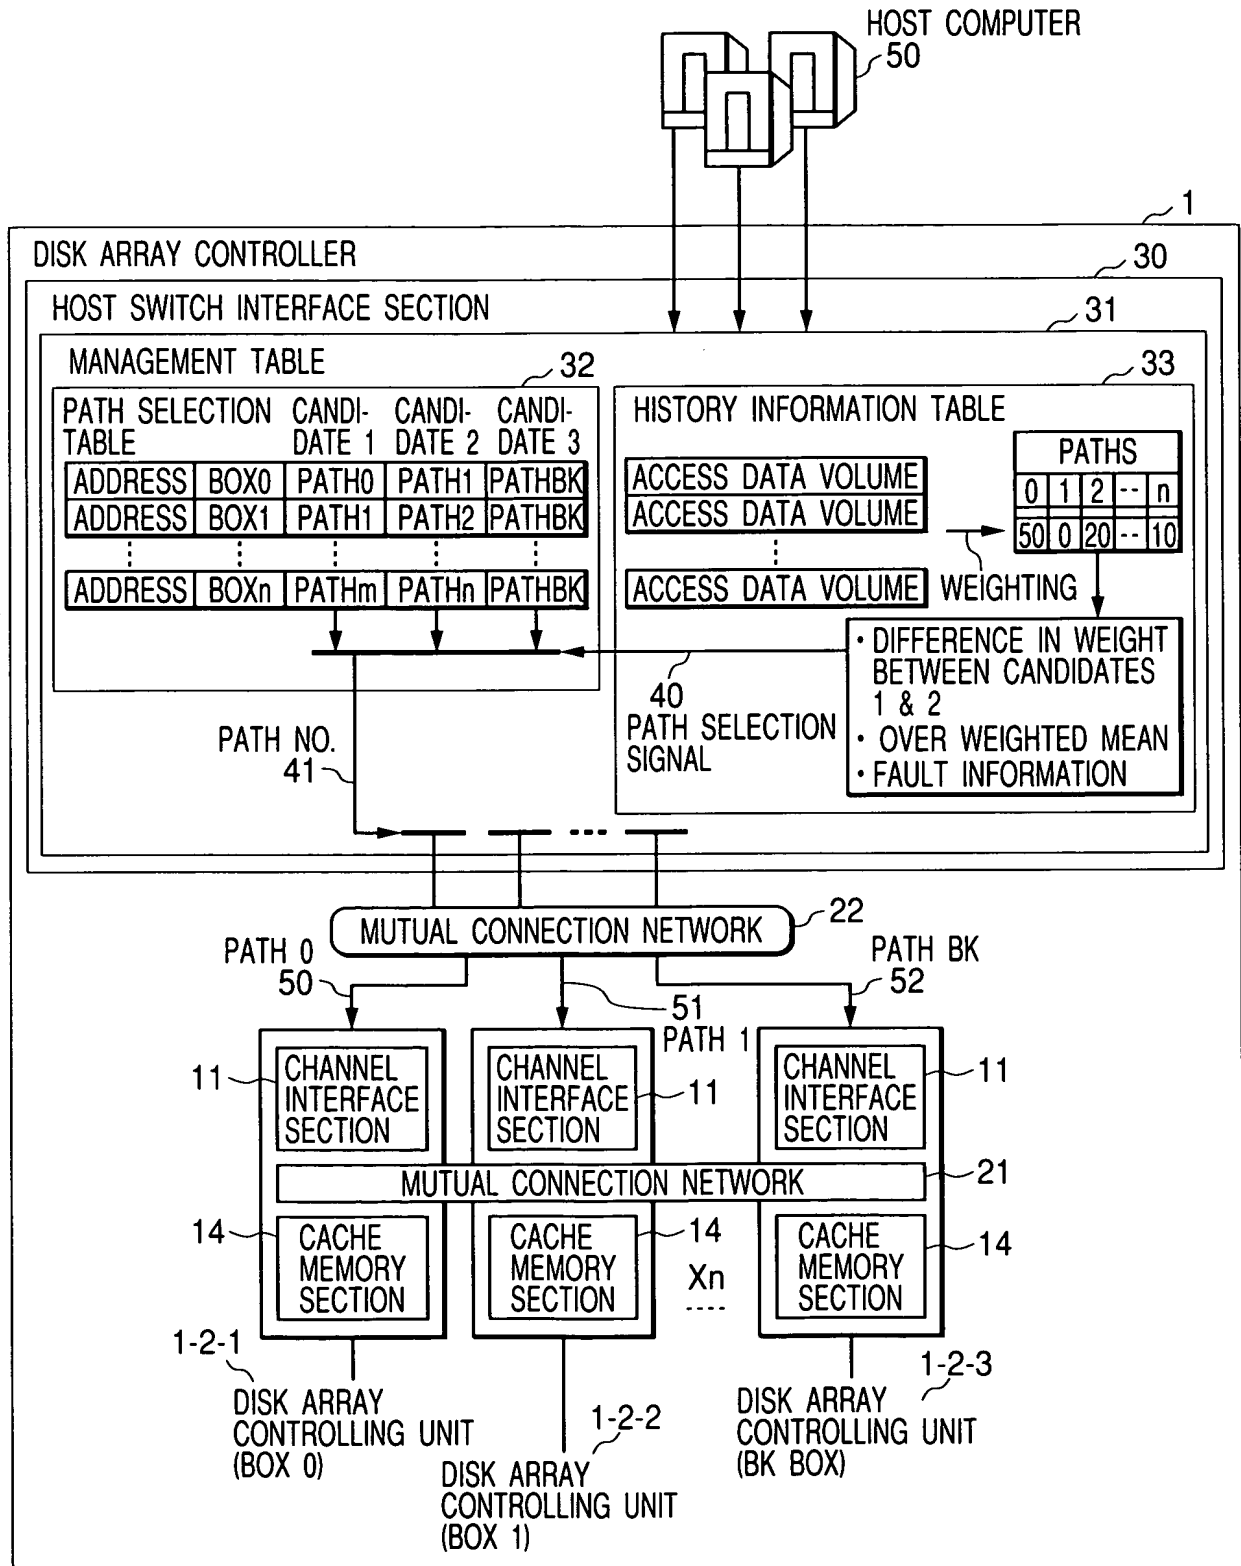 HOST COMPUTER
50
1
DISK ARRAY CONTROLLER
30
HOST SWITCH INTERFACE SECTION
31
MANAGEMENT TABLE
32
33
PATH SELECTION TABLE
CANDI-
DATE 1
CANDI-
DATE 2
CANDI-
DATE 3
ADDRESS BOX0 PATH0 PATH1 PATHBK
ADDRESS BOX1 PATH1 PATH2 PATHBK
ADDRESS BOXn PATHm PATHn PATHBK
HISTORY INFORMATION TABLE
ACCESS DATA VOLUME
ACCESS DATA VOLUME
ACCESS DATA VOLUME
WEIGHTING
PATHS
0 1 2 -- n
50 0 20 -- 10
• DIFFERENCE IN WEIGHT
BETWEEN CANDIDATES
1 & 2
• OVER WEIGHTED MEAN
• FAULT INFORMATION
40
PATH SELECTION
SIGNAL
PATH NO.
41
MUTUAL CONNECTION NETWORK
22
PATH 0
50
51
PATH 1
PATH BK
52
11
CHANNEL
INTERFACE
SECTION
CHANNEL
INTERFACE
SECTION
11
CHANNEL
INTERFACE
SECTION
11
MUTUAL CONNECTION NETWORK
21
14
CACHE
MEMORY
SECTION
CACHE
MEMORY
SECTION
14
Xn
CACHE
MEMORY
SECTION
14
1-2-1
DISK ARRAY
CONTROLLING UNIT
(BOX 0)
1-2-2
DISK ARRAY
CONTROLLING UNIT
(BOX 1)
1-2-3
DISK ARRAY
CONTROLLING UNIT
(BK BOX)